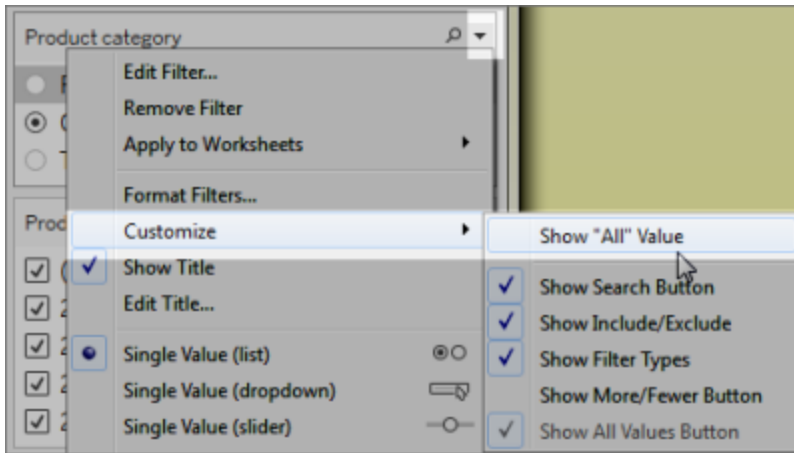 Product category
Edit Filter...
Remove Filter
Apply to Worksheets
Format Filters...
Customize
Show Title
Edit Title...
Single Value (list)
Single Value (dropdown)
Single Value (slider)
Show "All" Value
Show Search Button
Show Include/Exclude
Show Filter Types
Show More/Fewer Button
Show All Values Button